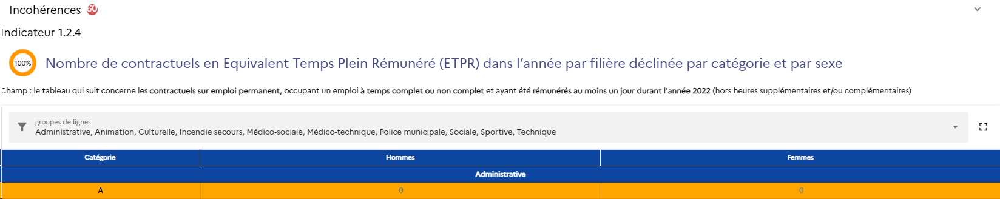 Incohérences 60
Indicateur 1.2.4
100% Nombre de contractuels en Equivalent Temps Plein Rémunéré (ETPR) dans l’année par filière déclinée par catégorie et par sexe
Champ : le tableau qui suit concerne les contractuels sur emploi permanent, occupant un emploi à temps complet ou non complet et ayant été rémunérés au moins un jour durant l'année 2022 (hors heures supplémentaires et/ou complémentaires)
groupes de lignes
Administrative, Animation, Culturelle, Incendie secours, Médico-sociale, Médico-technique, Police municipale, Sociale, Sportive, Technique
Catégorie Hommes Femmes
Administrative
A 0 0